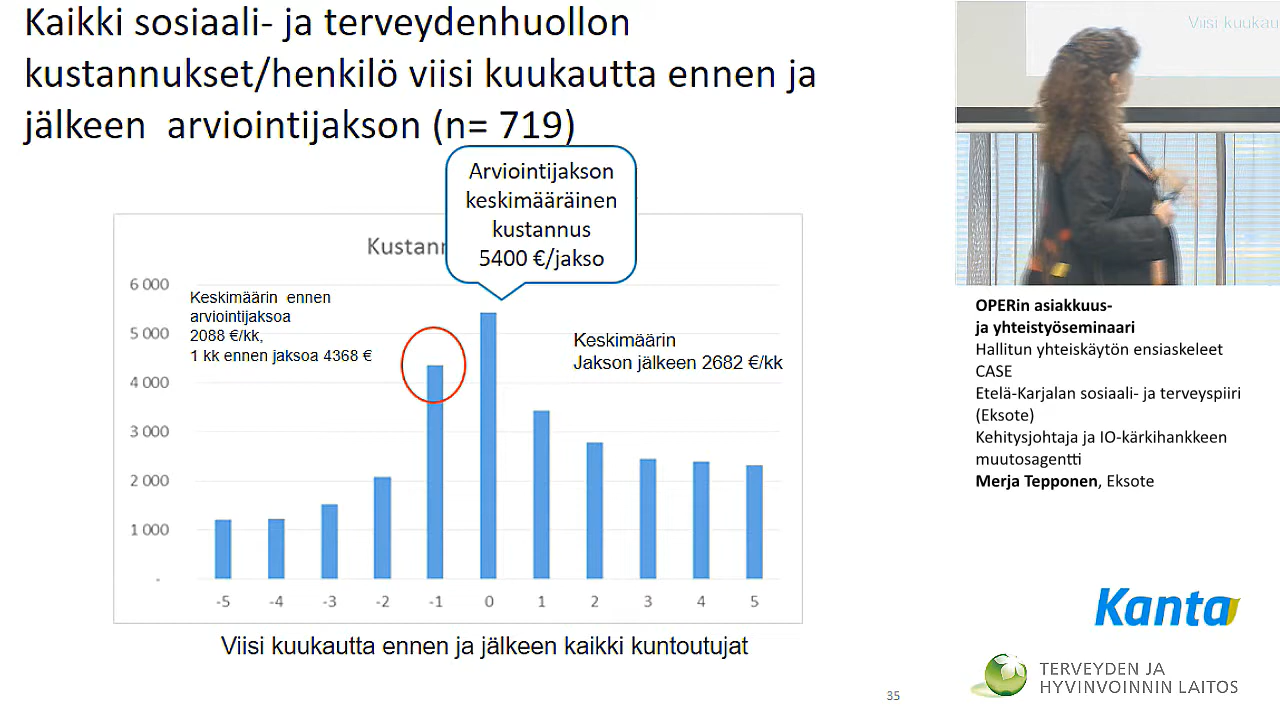 Kaikki sosiaali- ja terveydenhuollon
kustannukset/henkilö viisi kuukautta ennen ja
jälkeen arviointijakson (n= 719)
Arviointijakson
keskimääräinen
kustannus
5400 €/jakso
6 000
5 000
4 000
3 000
2 000
1 000
-
Keskimäärin ennen
arviointijaksoa
2088 €/kk,
1 kk ennen jaksoa 4368 €
Keskimäärin
Jakson jälkeen 2682 €/kk
-5 -4 -3 -2 -1 0 1 2 3 4 5
Viisi kuukautta ennen ja jälkeen kaikki kuntoutujat
35
OPERin asiakkuus-
ja yhteistyöseminaari
Hallitun yhteiskäytön ensiaskeleet
CASE
Etelä-Karjalan sosiaali- ja terveyspiiri
(Eksote)
Kehitysjohtaja ja IO-kärkihankkeen
muutosagentti
Merja Tepponen, Eksote
Kanta
TERVEYDEN JA
HYVINVOINNIN LAITOS
Viisi